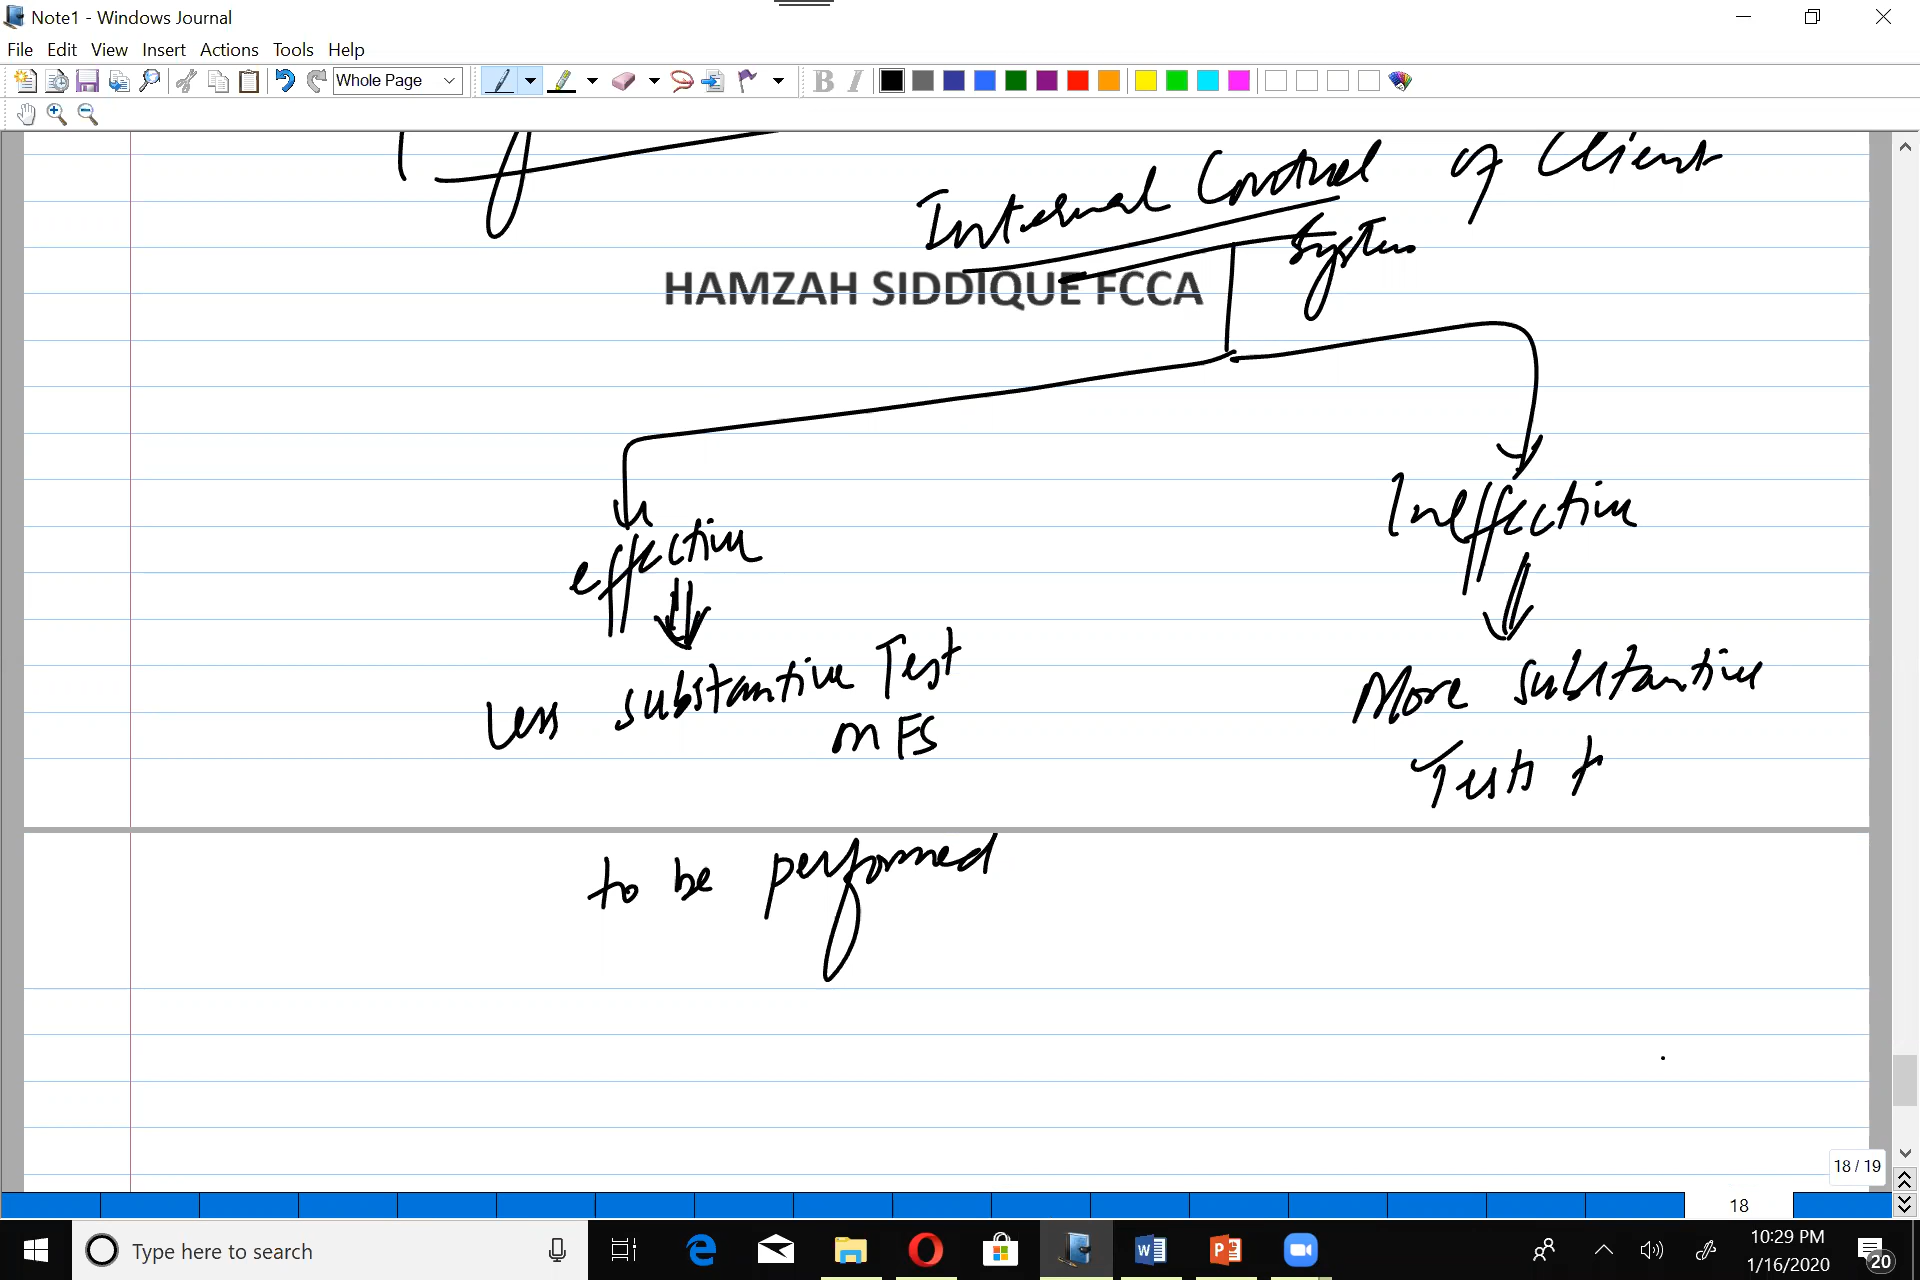 Note1 - Windows Journal
File Edit View Insert Actions Tools Help
Whole Page
B I
Internal Control of Client
System
HAMZAH SIDDIQUE FCCA
effective
Ineffective
Less substantive Test
on FS
More substantive
Tests t
to be performed
18 / 19
18
Type here to search
10:29 PM
1/16/2020
20